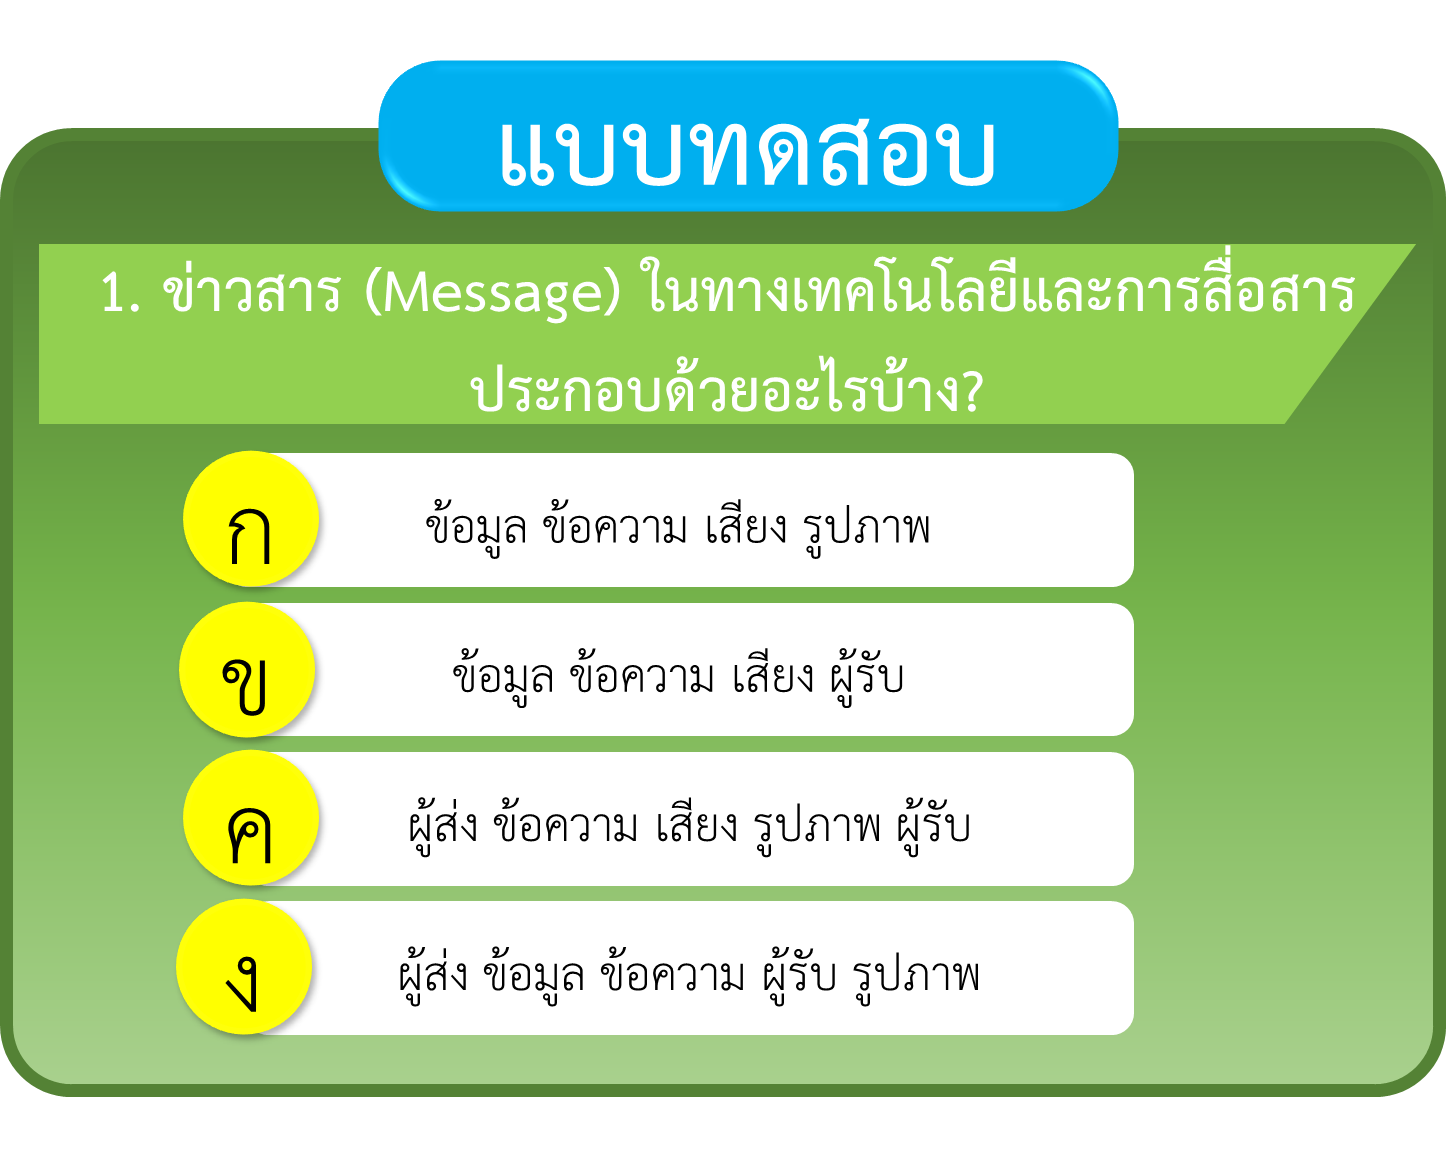 แบบทดสอบ
1. ข่าวสาร (Message) ในทางเทคโนโลยีและการสื่อสาร
ประกอบด้วยอะไรบ้าง?
ก ข้อมูล ข้อความ เสียง รูปภาพ
ข ข้อมูล ข้อความ เสียง ผู้รับ
ค ผู้ส่ง ข้อความ เสียง รูปภาพ ผู้รับ
ง ผู้ส่ง ข้อมูล ข้อความ ผู้รับ รูปภาพ